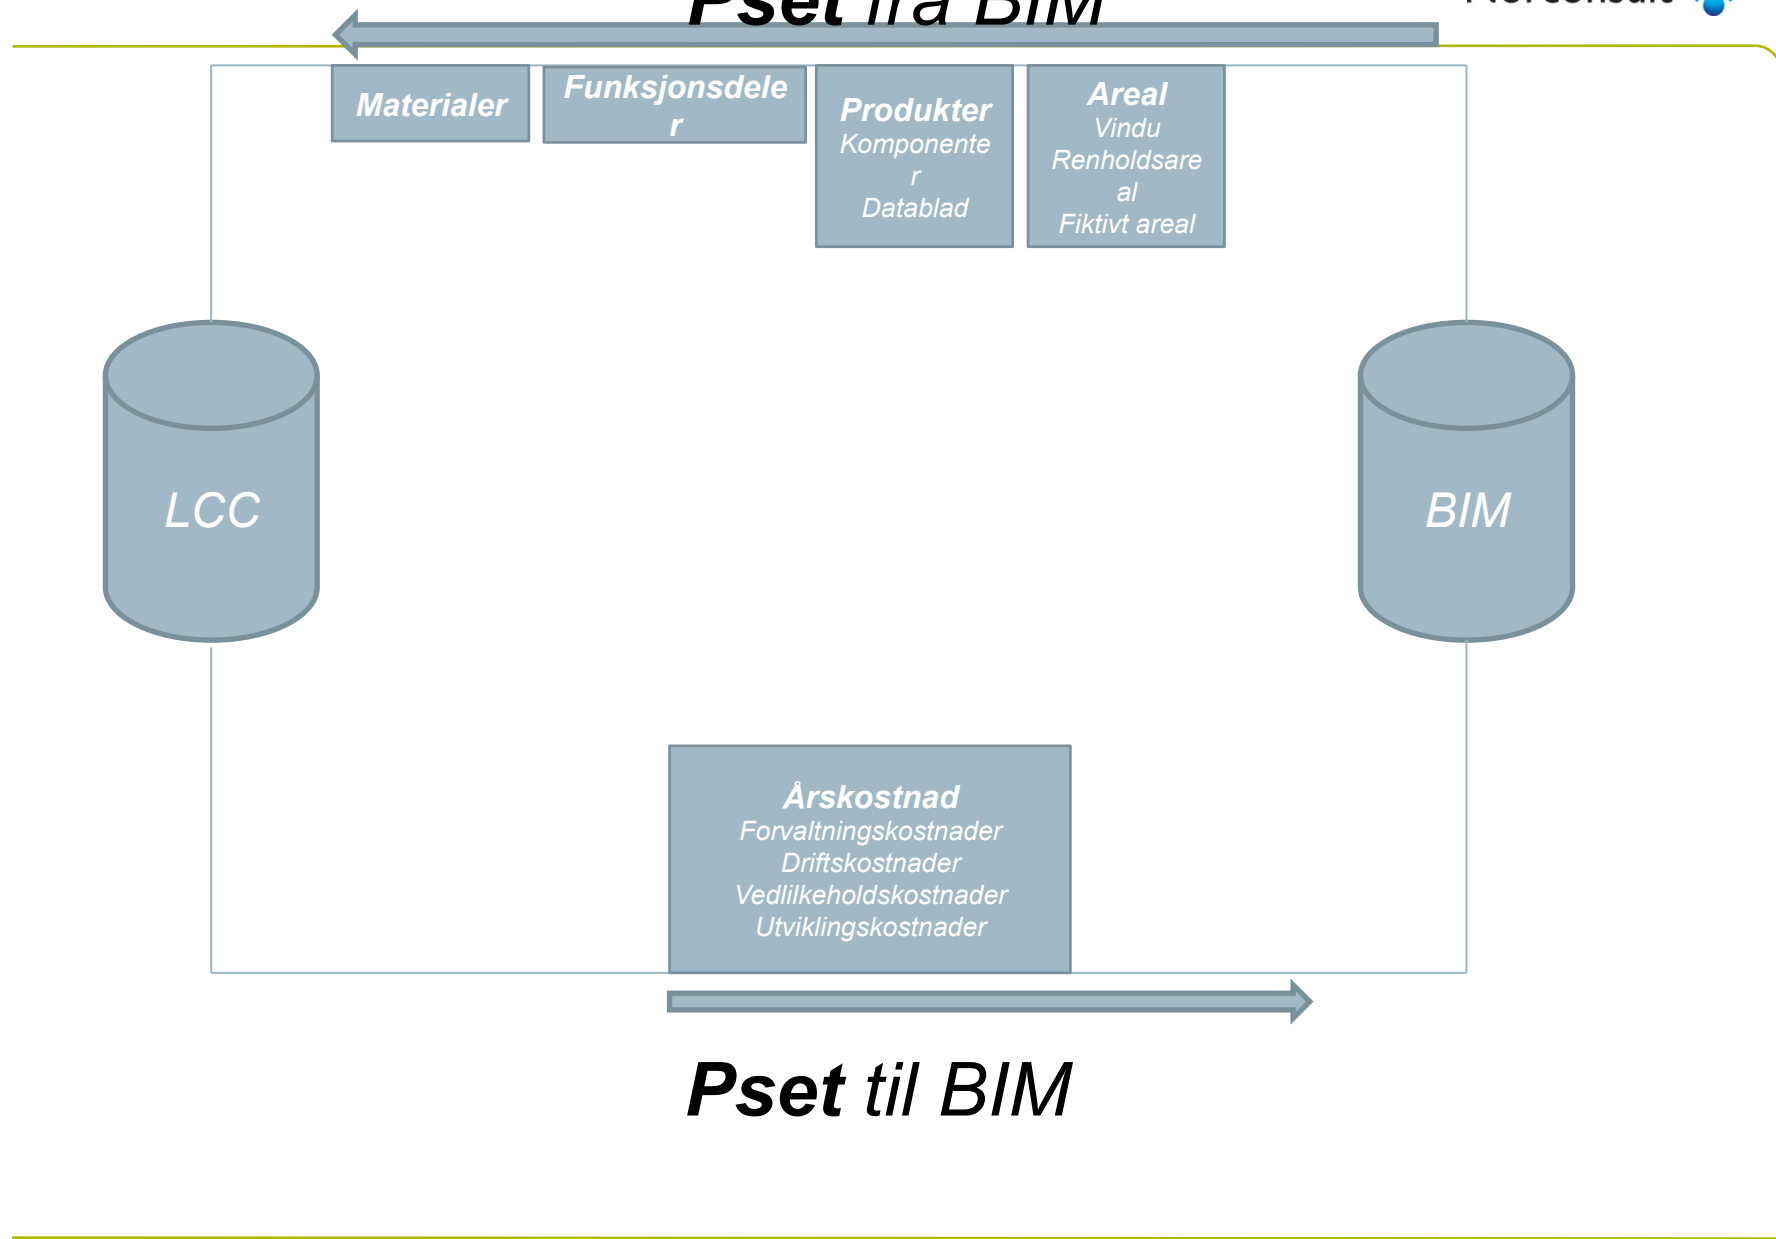 Pset fra BIM
Norconsult
Materialer
Funksjonsdele
r
Produkter
Komponente
r
Datablad
Areal
Vindu
Renholdsare
al
Fiktivt areal
LCC
BIM
Årskostnad
Forvaltningskostnader
Driftskostnader
Vedlilkeholdskostnader
Utviklingskostnader
Pset til BIM